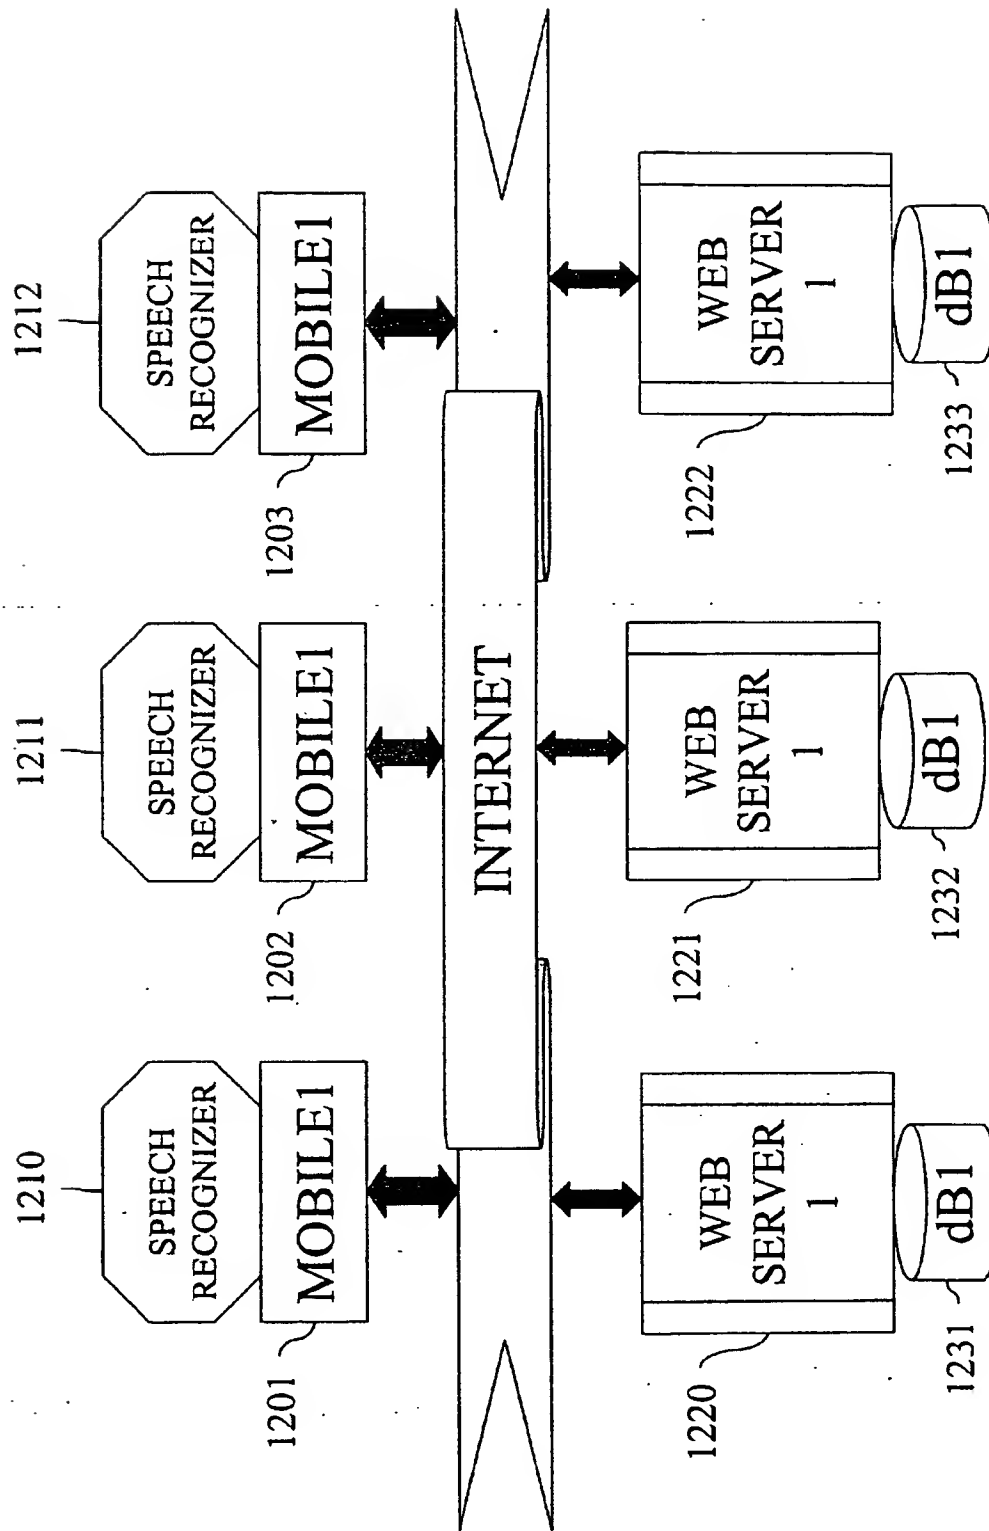 1210
1211
1212
SPEECH
RECOGNIZER
SPEECH
RECOGNIZER
SPEECH
RECOGNIZER
MOBILE1
MOBILE1
MOBILE1
1201
1202
1203
INTERNET
WEB
SERVER
1
WEB
SERVER
1
WEB
SERVER
1
1220
1221
1222
dB1
dB1
dB1
1231
1232
1233